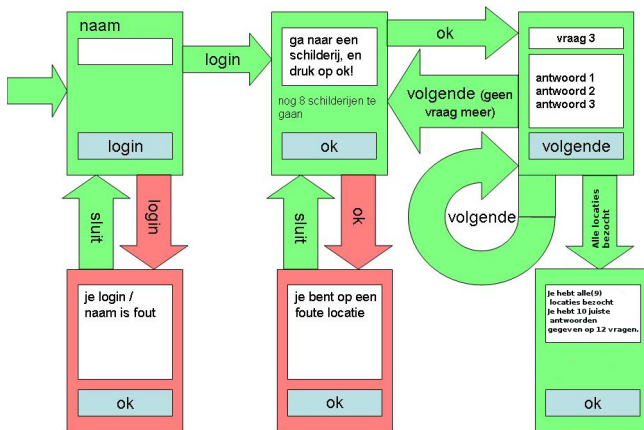 naam
login
login
ga naar een
schilderij, en
druk op ok!
nog 8 schilderijen te
gaan
ok
ok
volgende (geen
vraag meer)
vraag 3
antwoord 1
antwoord 2
antwoord 3
volgende
volgende
sluit
login
sluit
ok
Alle locaties
bezocht
je login /
naam is fout
ok
je bent op een
foute locatie
ok
Je hebt alle(9)
locaties bezocht
Je hebt 10 juiste
antwoorden
gegeven op 12 vragen.
ok